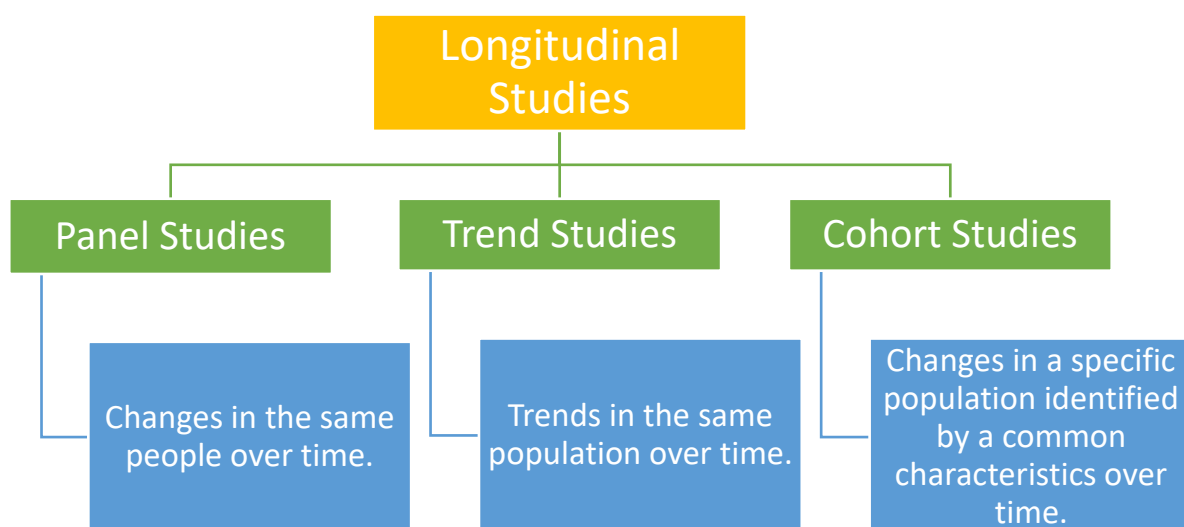 Longitudinal
Studies
Panel Studies
Trend Studies
Cohort Studies
Changes in the same
people over time.
Trends in the same
population over time.
Changes in a specific
population identified
by a common
characteristics over
time.